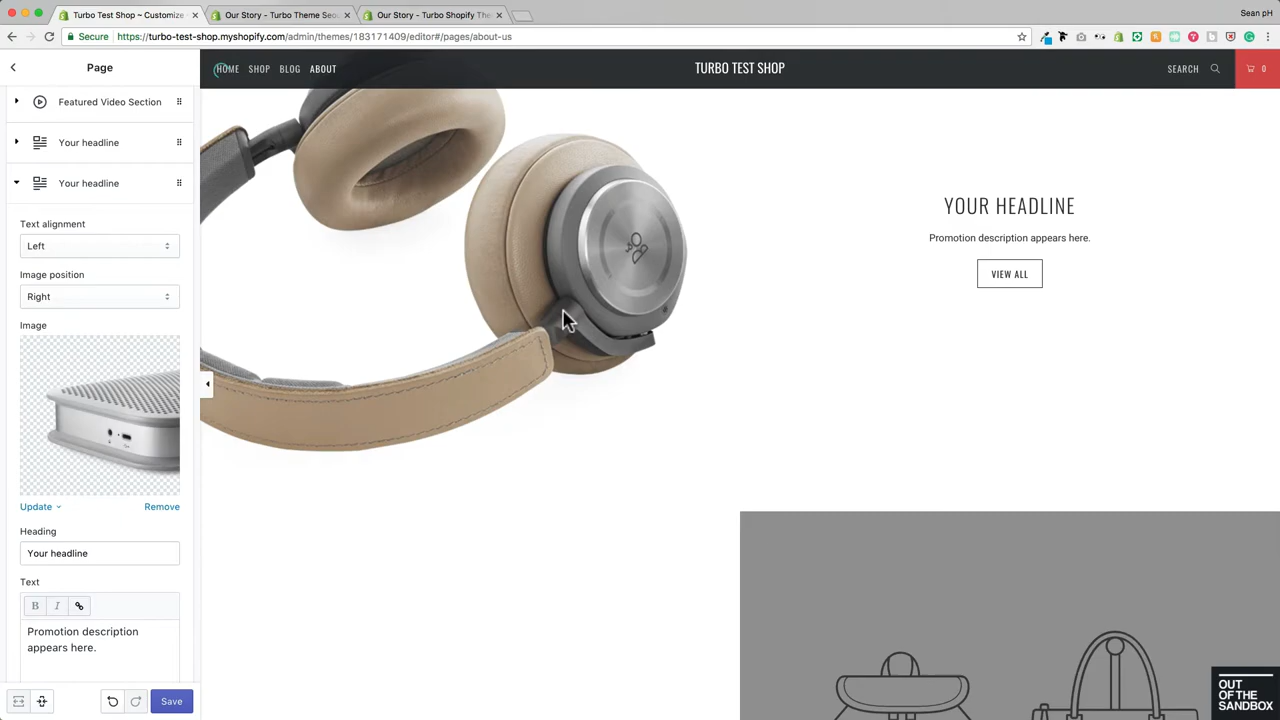 Turbo Test Shop ~ Customize
Our Story - Turbo Theme Seou
Our Story - Turbo Shopify The
Sean pH
Secure
https://turbo-test-shop.myshopify.com/admin/themes/183171409/editor#/pages/about-us
Page
HOME
SHOP
BLOG
ABOUT
TURBO TEST SHOP
SEARCH
0
Featured Video Section
Your headline
Your headline
Text alignment
Left
Image position
Right
Image
Update
Remove
Heading
Your headline
Text
B
I
Promotion description
appears here.
Save
YOUR HEADLINE
Promotion description appears here.
VIEW ALL
OUT
OF THE
SANDBOX